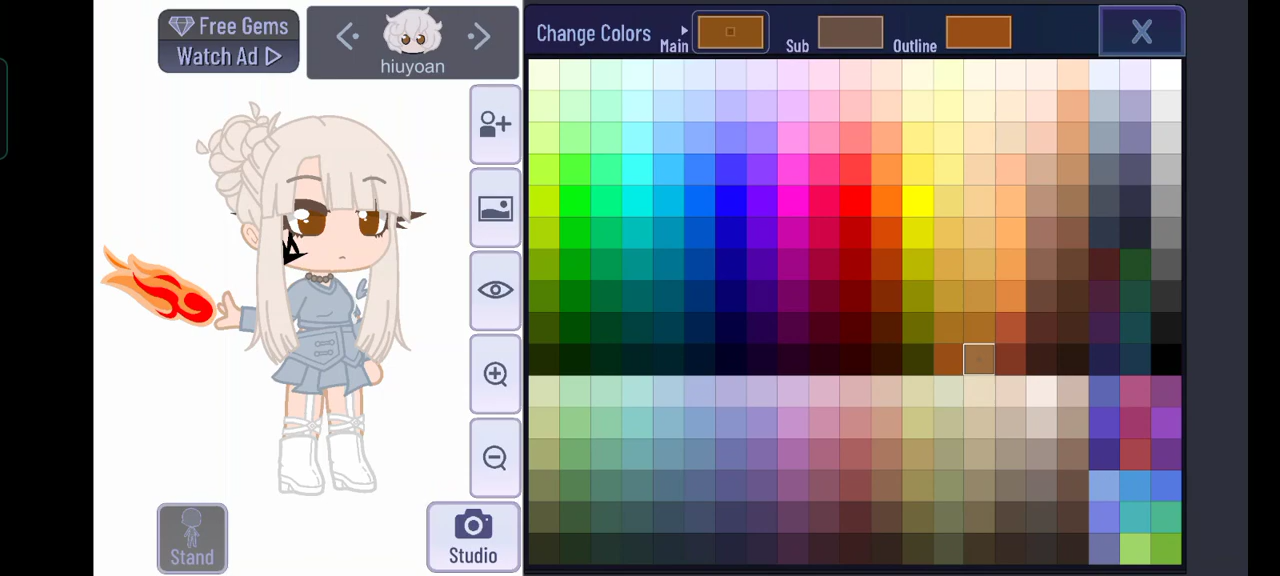 Free Gems
Watch Ad
hiuyoan
Change Colors
Main
Sub
Outline
X
Stand
Studio